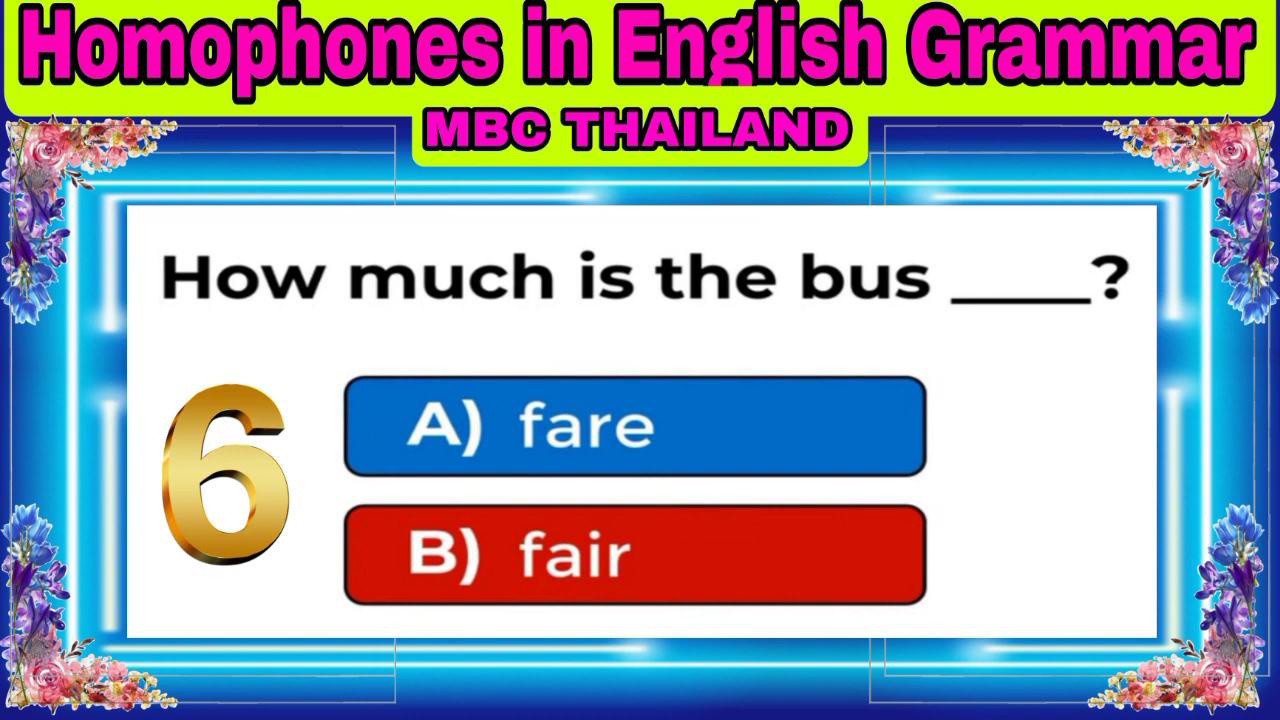 Homophones in English Grammar
MBC THAILAND
How much is the bus ____?
6
A) fare
B) fair